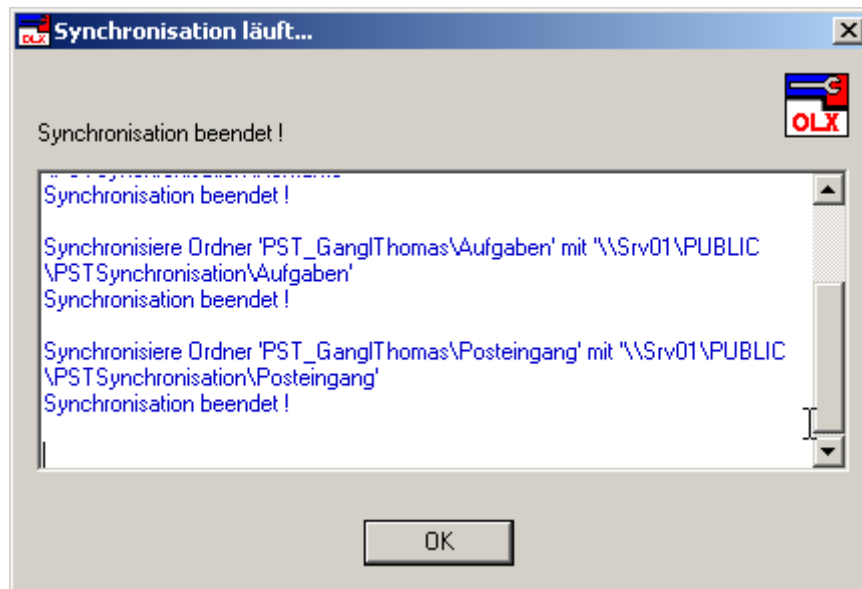 OLX Synchronisation läuft...
OLX
Synchronisation beendet !
Synchronisation beendet !
Synchronisiere Ordner 'PST_GanglThomas\Aufgaben' mit '\\Srv01\PUBLIC
\PSTSynchronisation\Aufgaben'
Synchronisation beendet !
Synchronisiere Ordner 'PST_GanglThomas\Posteingang' mit '\\Srv01\PUBLIC
\PSTSynchronisation\Posteingang'
Synchronisation beendet !
OK